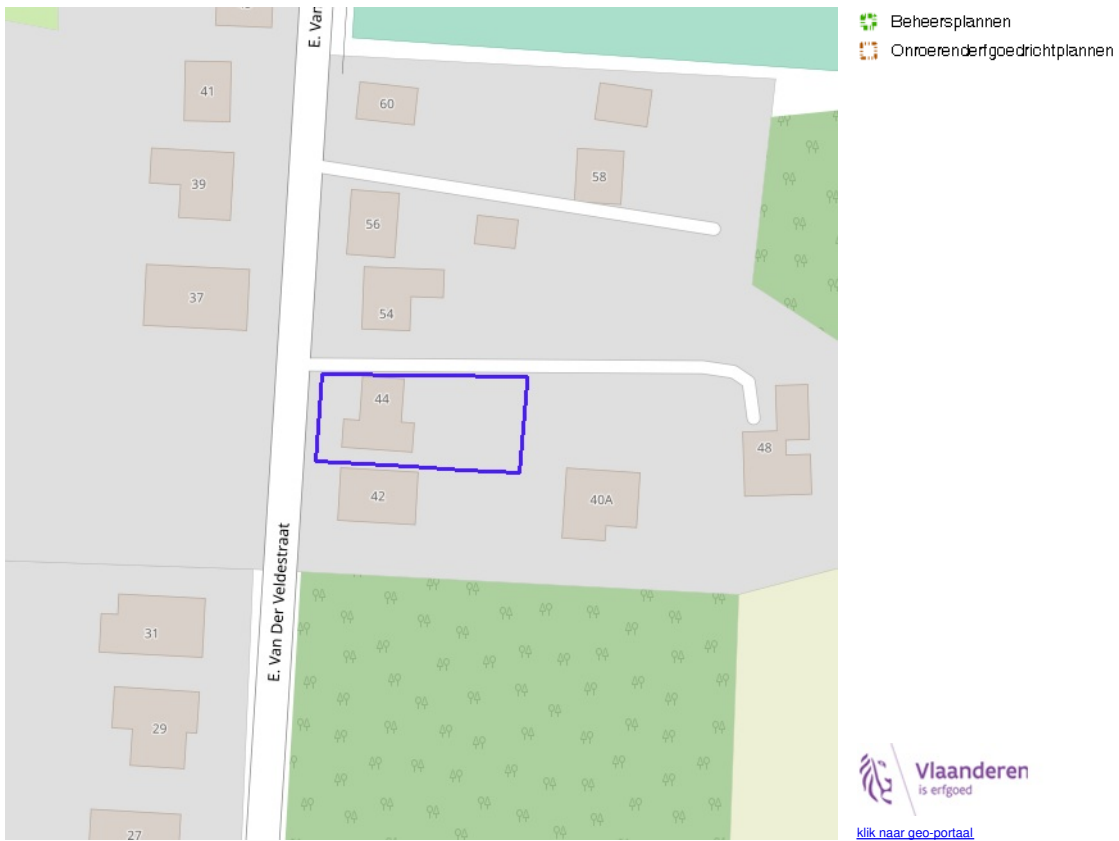 E. Van
41
60
39
58
56
37
54
44
48
42
40A
E. Van Der Veldestraat
31
29
27
Beheersplannen
Onroerenderfgoedrichtplannen
Vlaanderen
is erfgoed
klik naar geo-portaal